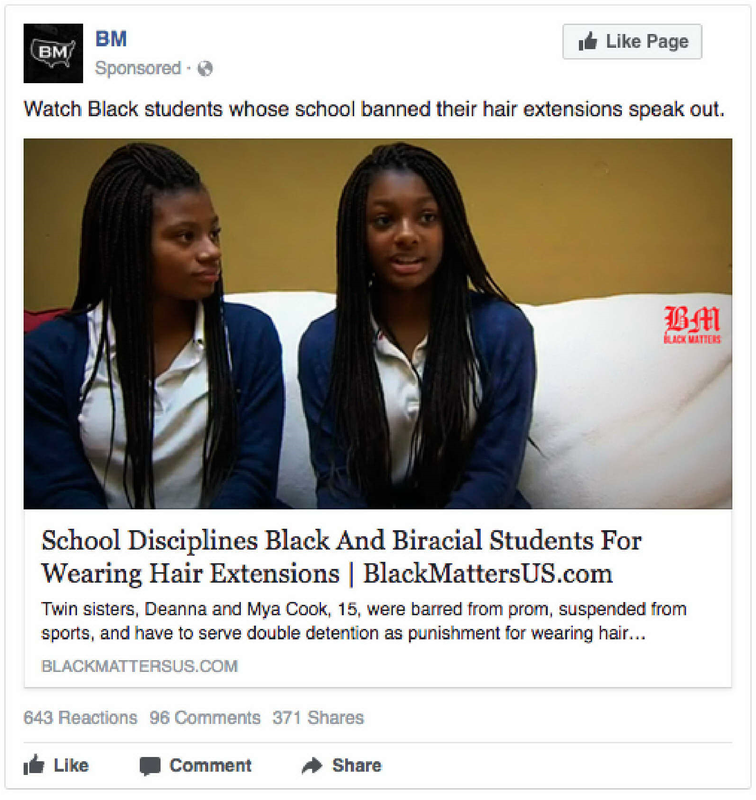 BM
BM
Like Page
Sponsored ·
Watch Black students whose school banned their hair extensions speak out.
BM
BLACK MATTERS
School Disciplines Black And Biracial Students For
Wearing Hair Extensions | BlackMattersUS.com
Twin sisters, Deanna and Mya Cook, 15, were barred from prom, suspended from
sports, and have to serve double detention as punishment for wearing hair...
BLACKMATTERSUS.COM
643 Reactions 96 Comments 371 Shares
Like Comment Share